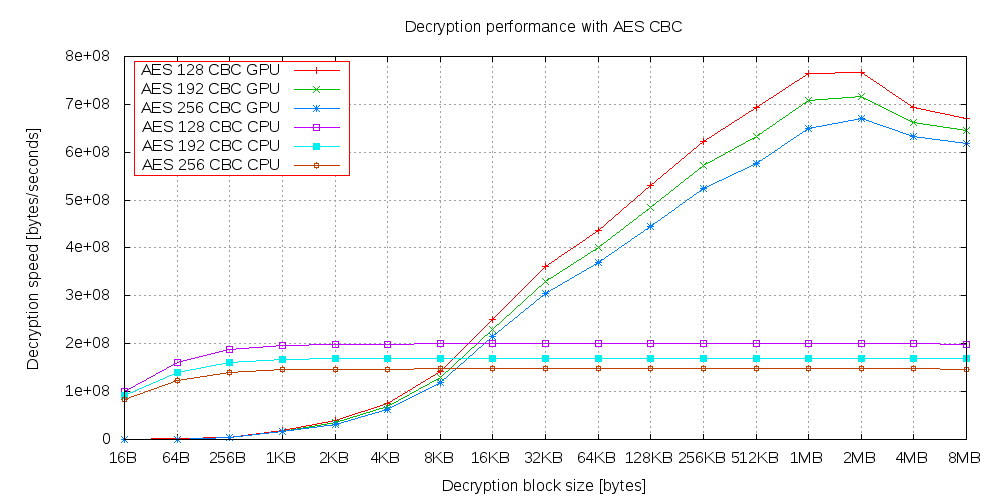 Decryption performance with AES CBC
8e+08
7e+08
6e+08
5e+08
4e+08
3e+08
2e+08
1e+08
0
Decryption speed [bytes/seconds]
AES 128 CBC GPU
AES 192 CBC GPU
AES 256 CBC GPU
AES 128 CBC CPU
AES 192 CBC CPU
AES 256 CBC CPU
16B 64B 256B 1KB 2KB 4KB 8KB 16KB 32KB 64KB 128KB 256KB 512KB 1MB 2MB 4MB 8MB
Decryption block size [bytes]